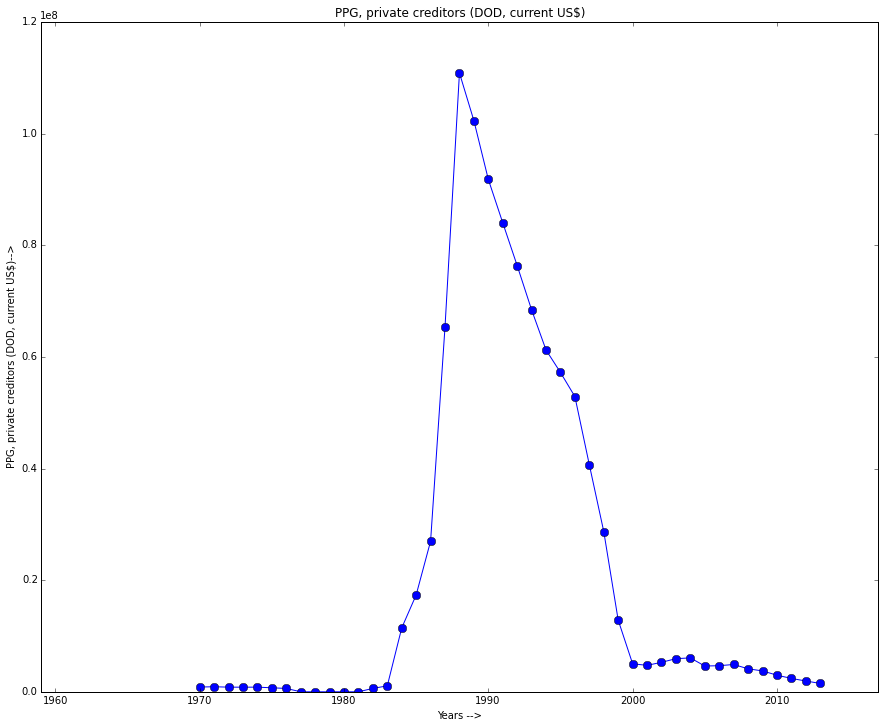 PPG, private creditors (DOD, current US$)
1e8
1.2
1.0
0.8
0.6
0.4
0.2
0.0
PPG, private creditors (DOD, current US$)-->
1960 1970 1980 1990 2000 2010
Years -->